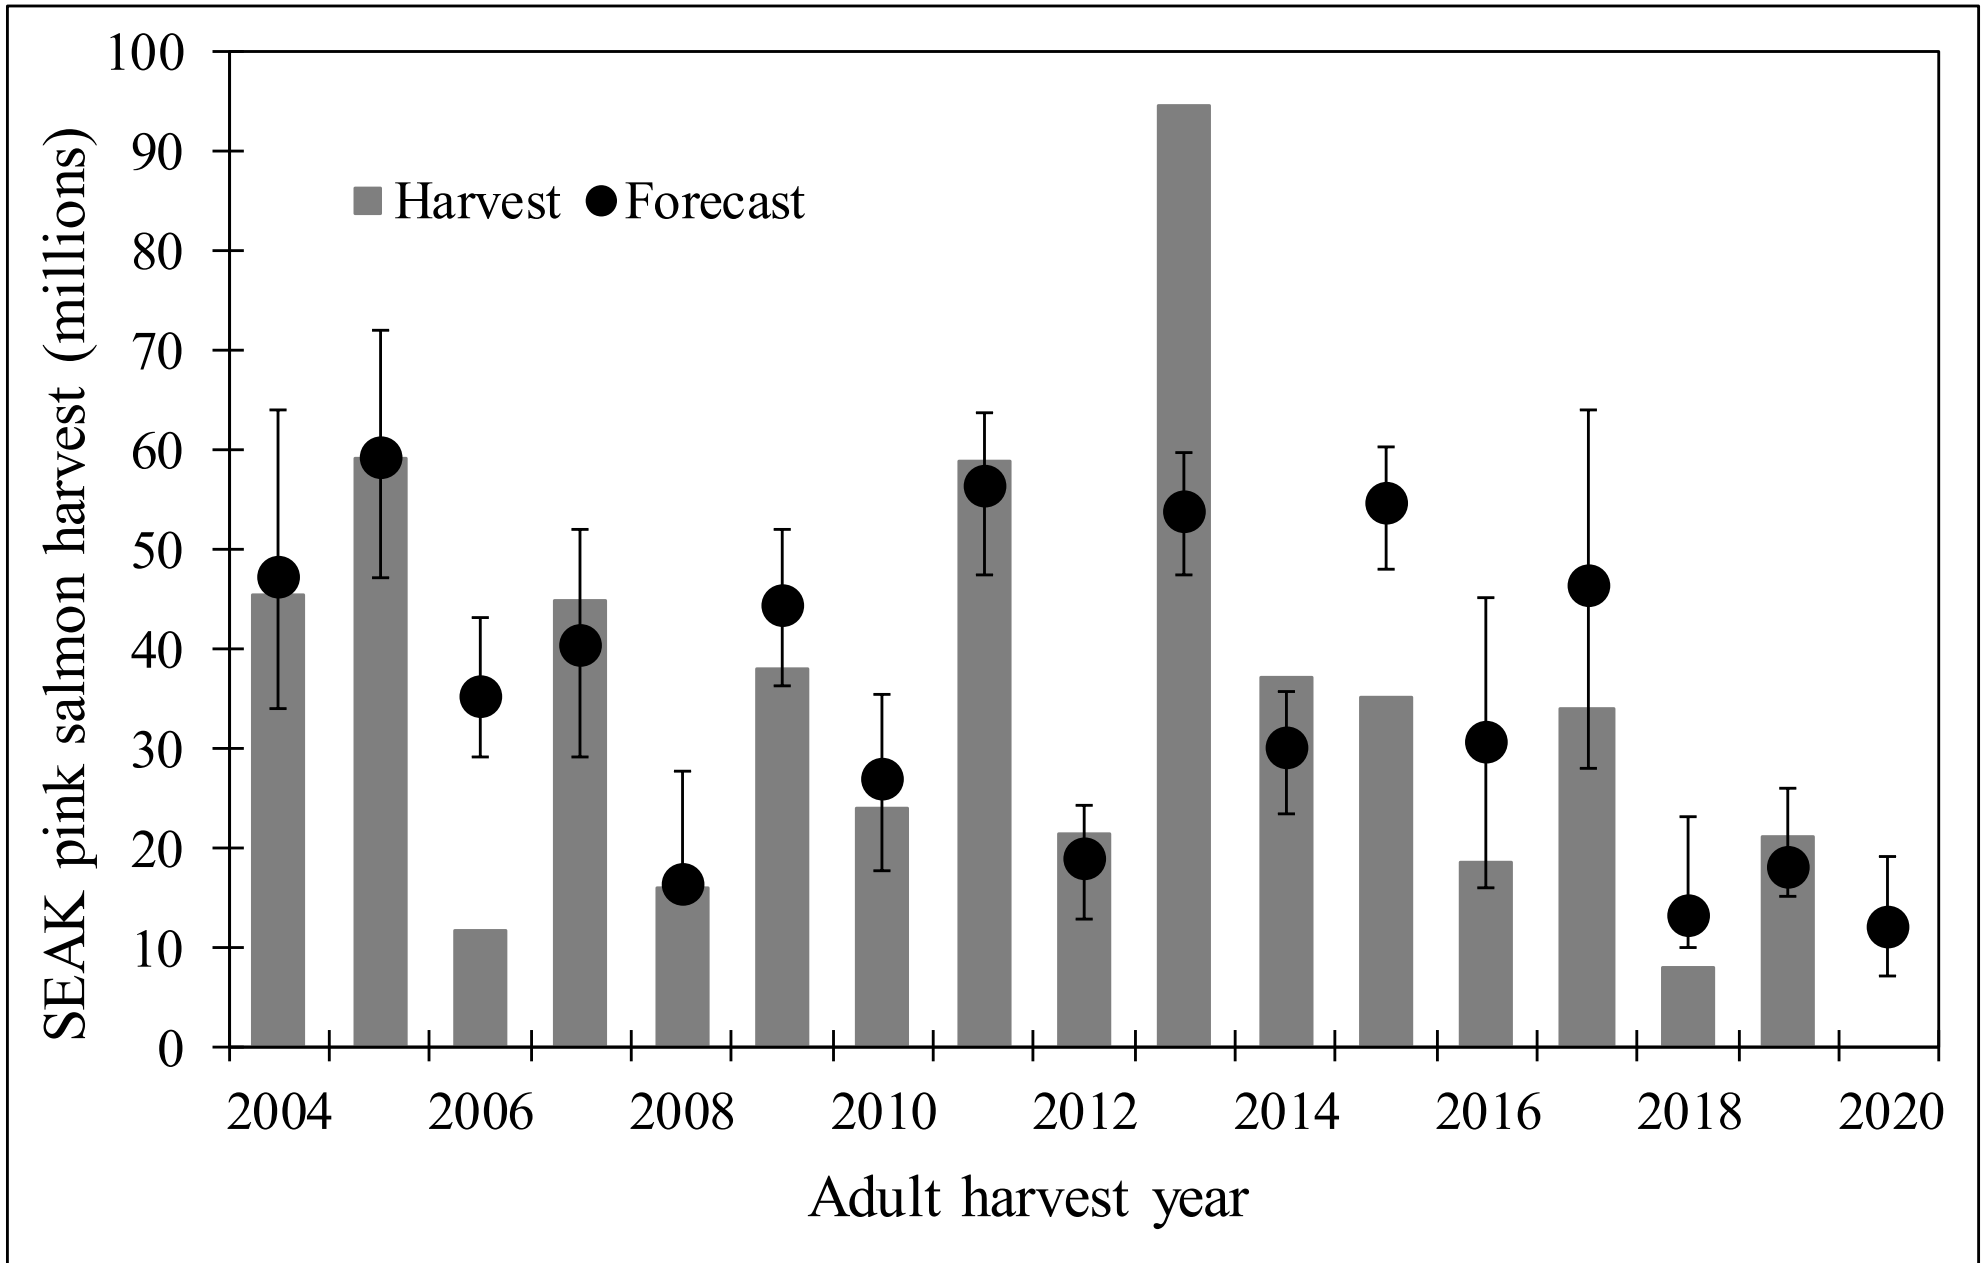 100
90
80
70
60
50
40
30
20
10
0
SEAK pink salmon harvest (millions)
Harvest Forecast
2004 2006 2008 2010 2012 2014 2016 2018 2020
Adult harvest year